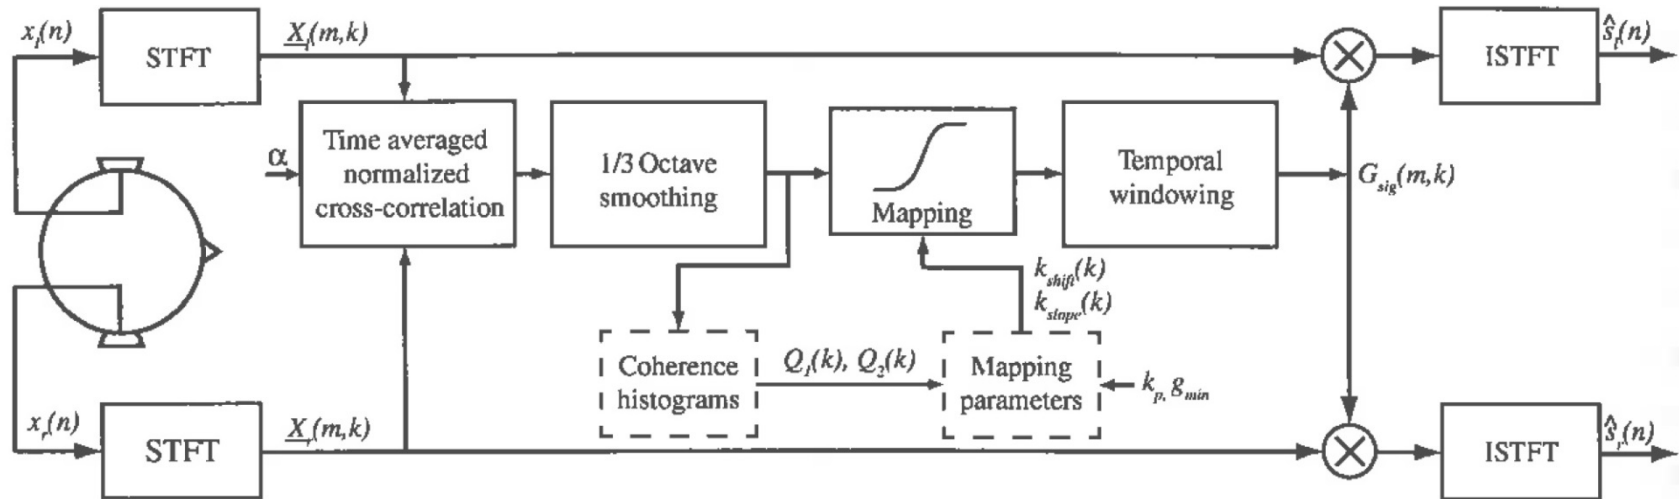 x_l(n)
STFT
X_l(m,k)
ISTFT
ŝ_l(n)
α
Time averaged
normalized
cross-correlation
1/3 Octave
smoothing
Mapping
Temporal
windowing
G_sig(m,k)
k_shift(k)
k_slope(k)
Coherence
histograms
Q_1(k), Q_2(k)
Mapping
parameters
k_p, g_min
x_r(n)
STFT
X_r(m,k)
ISTFT
ŝ_r(n)